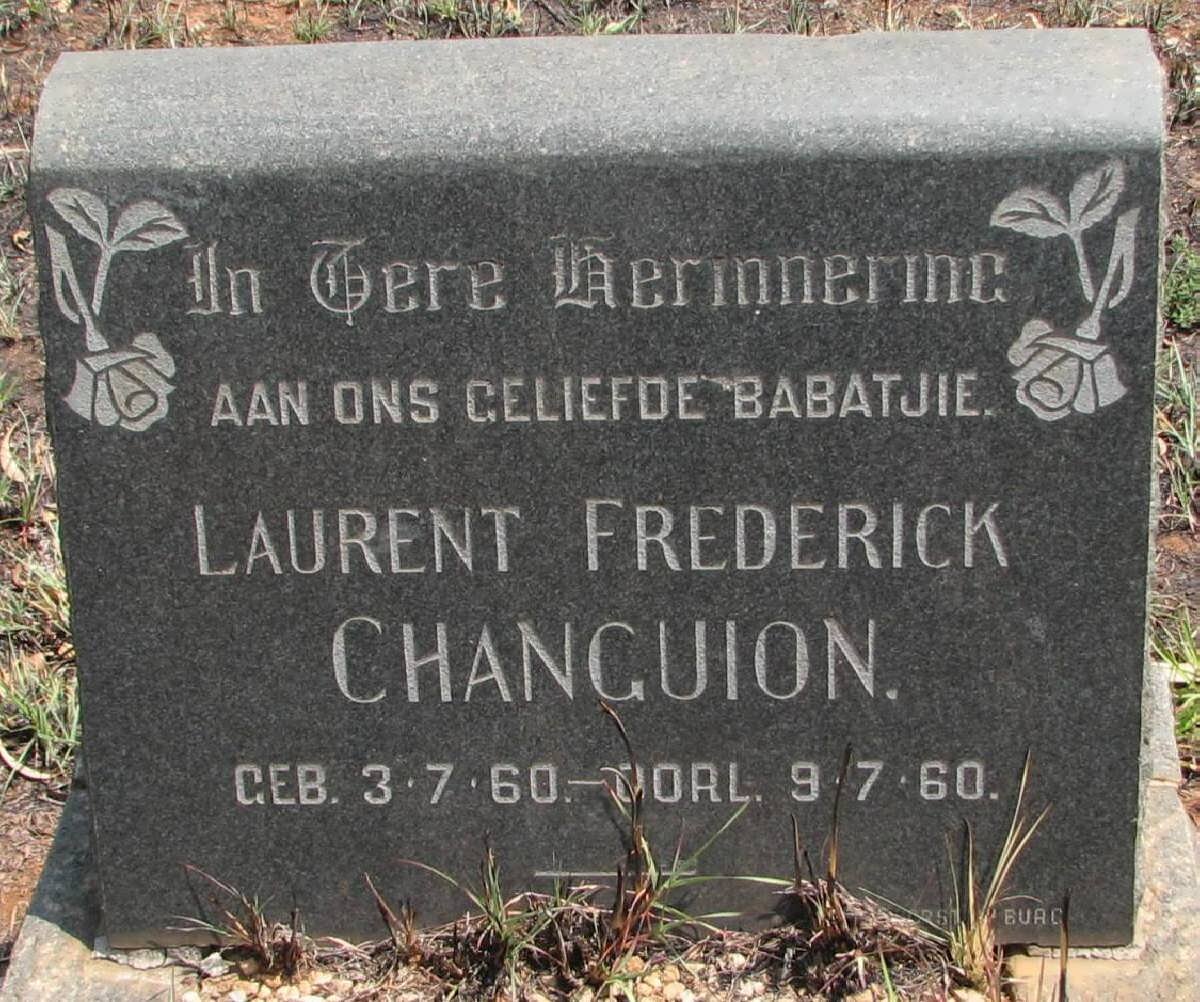 In Tere Herinnering
AAN ONS GELIEFDE BABATJIE.
LAURENT FREDERICK
CHANGUION.
GEB. 3·7·60.— OORL. 9·7·60.